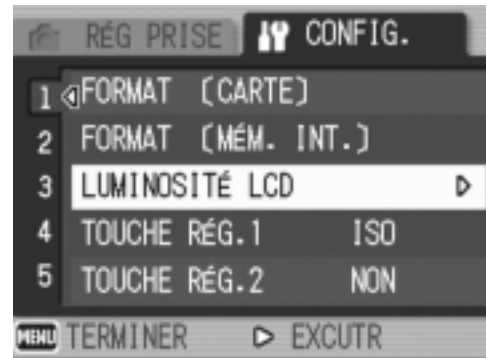 RÉG PRISE CONFIG.
1 FORMAT [CARTE]
2 FORMAT [MÉM. INT.]
3 LUMINOSITÉ LCD
4 TOUCHE RÉG.1 ISO
5 TOUCHE RÉG.2 NON
MENU TERMINER EXCUTR